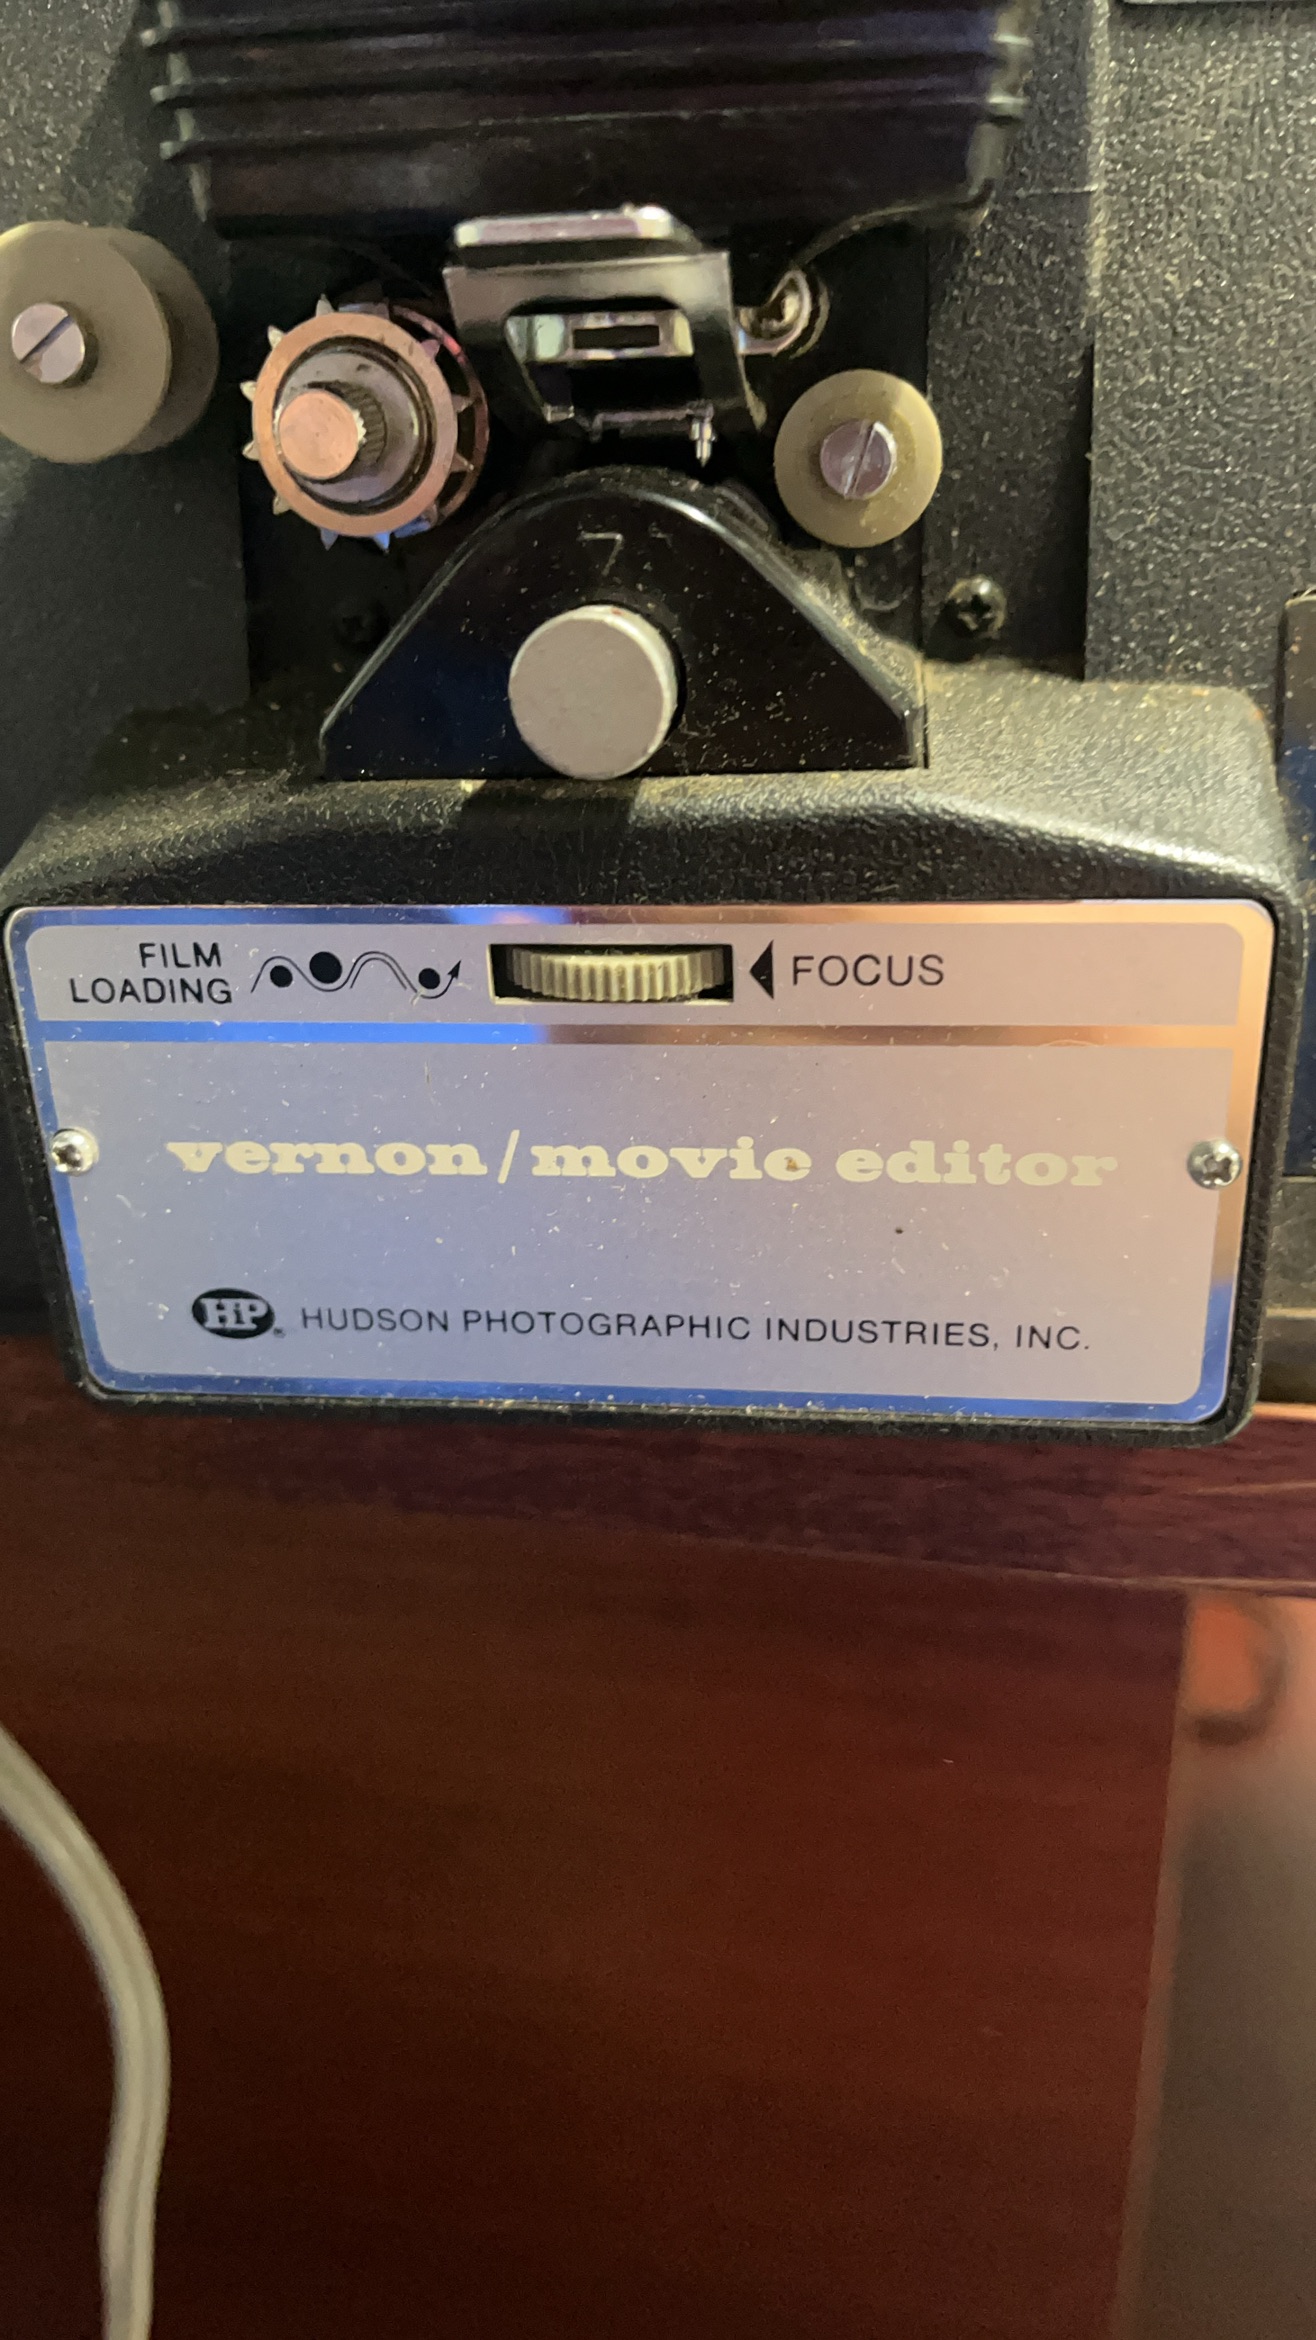 7
FILM
LOADING
FOCUS
vernon/movie editor
HP® HUDSON PHOTOGRAPHIC INDUSTRIES, INC.